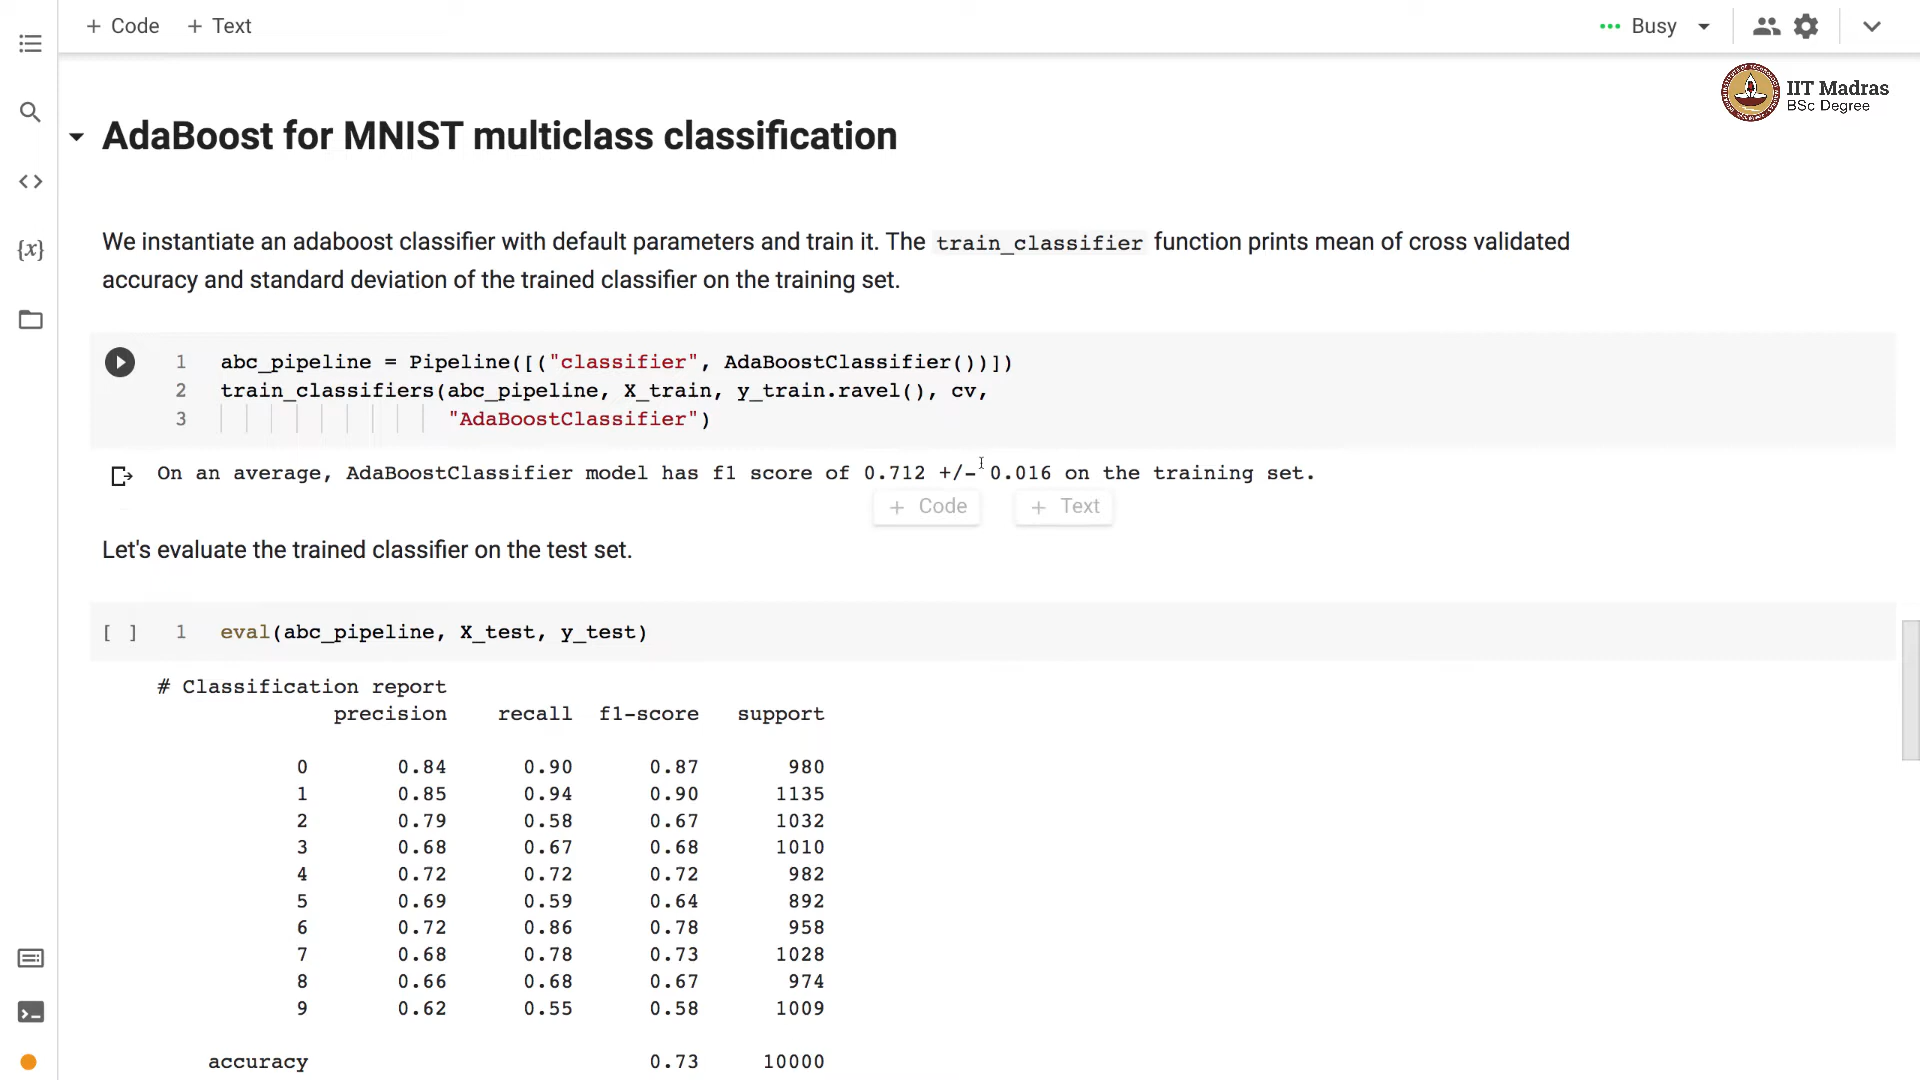 + Code + Text
Busy
IIT Madras
BSc Degree
AdaBoost for MNIST multiclass classification
{x}
We instantiate an adaboost classifier with default parameters and train it. The train_classifier function prints mean of cross validated
accuracy and standard deviation of the trained classifier on the training set.
1 abc_pipeline = Pipeline([("classifier", AdaBoostClassifier())])
2 train_classifiers(abc_pipeline, X_train, y_train.ravel(), cv,
3 "AdaBoostClassifier")
On an average, AdaBoostClassifier model has f1 score of 0.712 +/- 0.016 on the training set.
+ Code + Text
Let's evaluate the trained classifier on the test set.
[ ] 1 eval(abc_pipeline, X_test, y_test)
# Classification report
precision recall f1-score support
0 0.84 0.90 0.87 980
1 0.85 0.94 0.90 1135
2 0.79 0.58 0.67 1032
3 0.68 0.67 0.68 1010
4 0.72 0.72 0.72 982
5 0.69 0.59 0.64 892
6 0.72 0.86 0.78 958
7 0.68 0.78 0.73 1028
8 0.66 0.68 0.67 974
9 0.62 0.55 0.58 1009
accuracy 0.73 10000